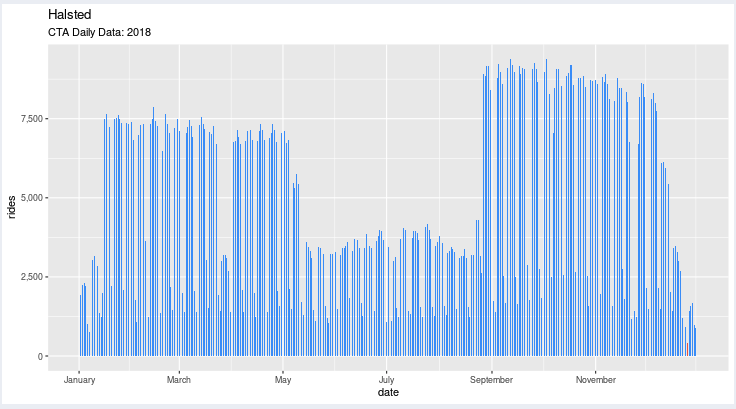 Halsted
CTA Daily Data: 2018
rides
7,500
5,000
2,500
0
January March May July September November
date